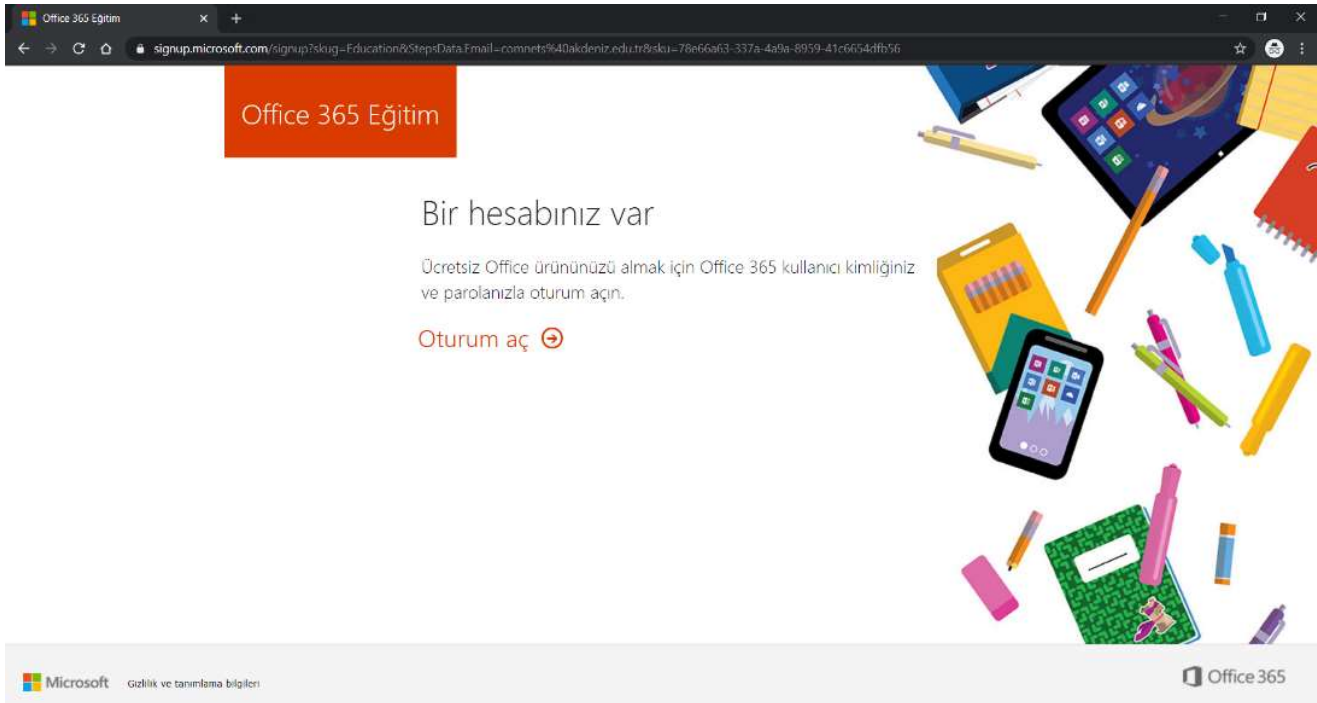 Office 365 Eğitim
signup.microsoft.com/signup?skug=Education&StepsData.Email=comnets%40akdeniz.edu.tr&rsku=78e66a63-337a-4a9a-8959-41c6654dfb56
Office 365 Eğitim
Bir hesabınız var
Ücretsiz Office ürününüzü almak için Office 365 kullanıcı kimliğiniz
ve parolanızla oturum açın.
Oturum aç
Microsoft Gizlilik ve tanımlama bilgileri
Office 365